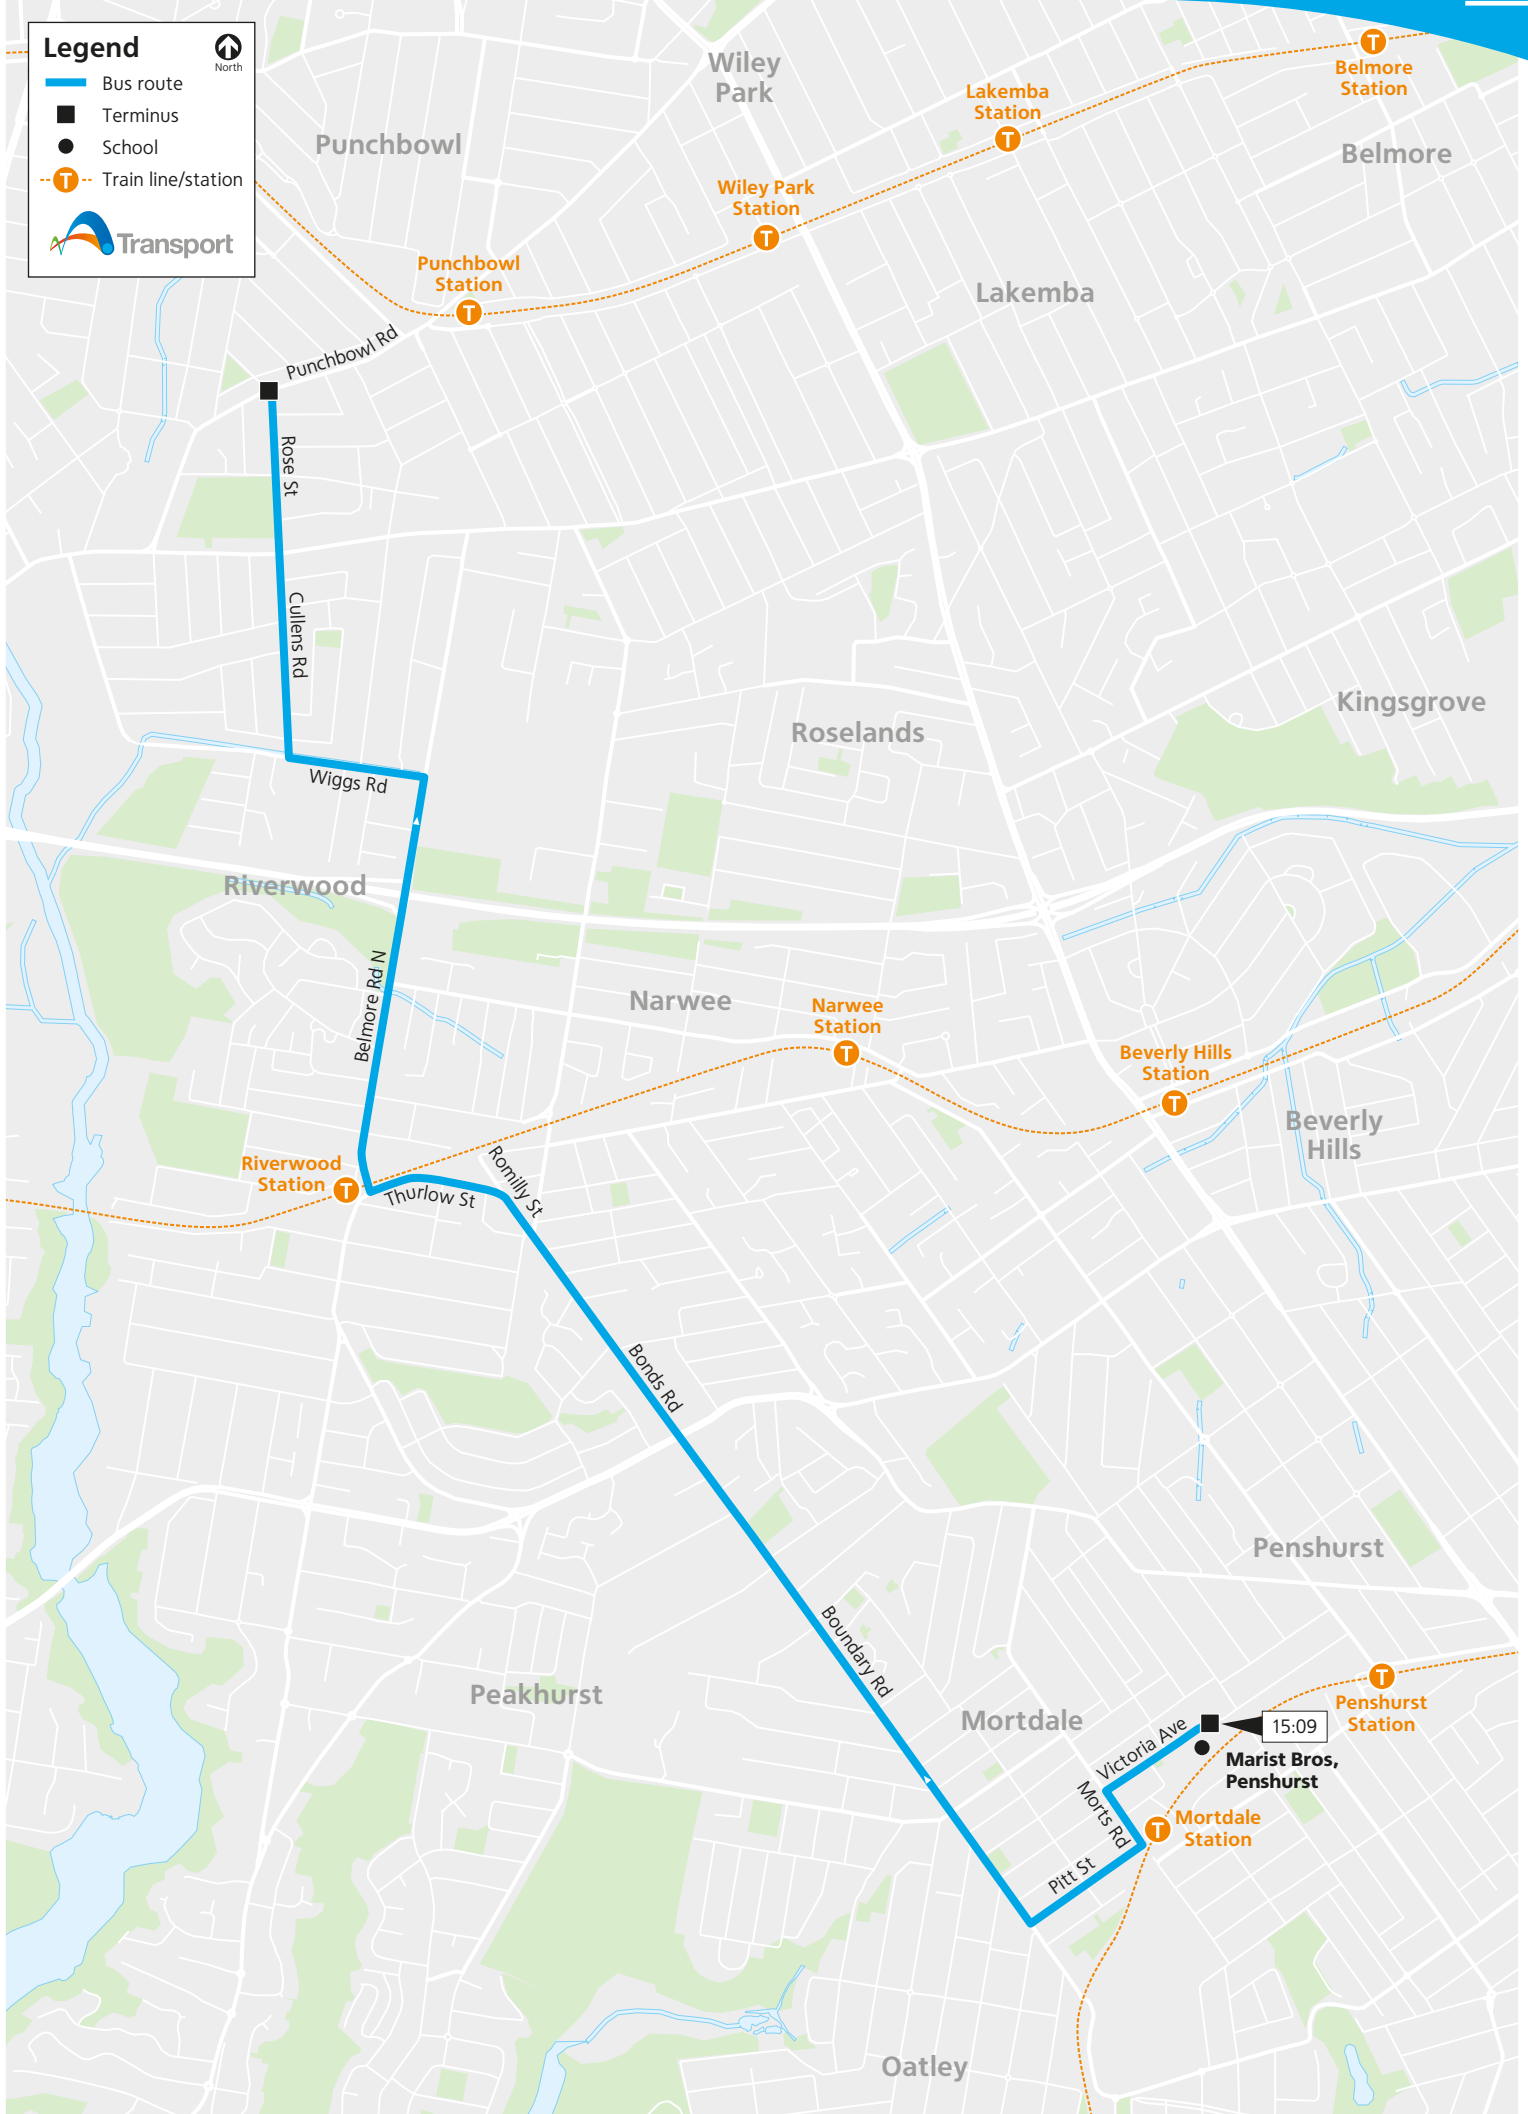 Legend
North
Bus route
Terminus
School
T
Train line/station
Transport
Wiley
Park
Punchbowl
Lakemba
Station
T
T
Belmore
Station
Belmore
Wiley Park
Station
T
Punchbowl
Station
T
Lakemba
Punchbowl Rd
Rose St
Cullens Rd
Wiggs Rd
Roselands
Kingsgrove
Riverwood
Belmore Rd N
Narwee
Narwee
Station
T
Beverly Hills
Station
T
Beverly
Hills
Riverwood
Station
T
Thurlow St
Romilly St
Bonds Rd
Penshurst
Boundary Rd
Peakhurst
Mortdale
T
Penshurst
Station
Victoria Ave
15:09
Marist Bros,
Penshurst
Morts Rd
T
Mortdale
Station
Pitt St
Oatley